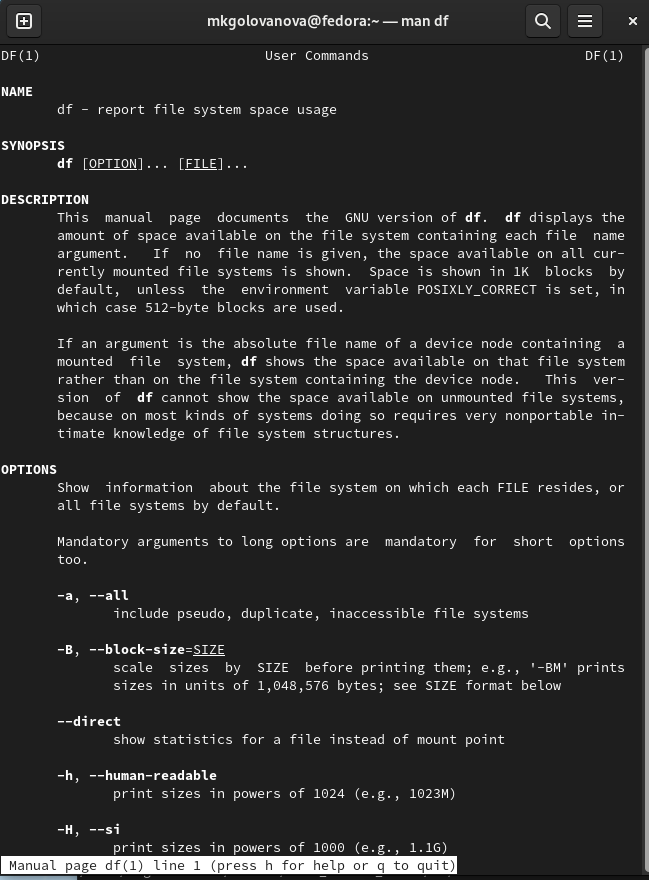 mkgolovanova@fedora:~ — man df
DF(1) User Commands DF(1)
NAME
df - report file system space usage
SYNOPSIS
df [OPTION]... [FILE]...
DESCRIPTION
This manual page documents the GNU version of df. df displays the
amount of space available on the file system containing each file name
argument. If no file name is given, the space available on all cur-
rently mounted file systems is shown. Space is shown in 1K blocks by
default, unless the environment variable POSIXLY_CORRECT is set, in
which case 512-byte blocks are used.
If an argument is the absolute file name of a device node containing a
mounted file system, df shows the space available on that file system
rather than on the file system containing the device node. This ver-
sion of df cannot show the space available on unmounted file systems,
because on most kinds of systems doing so requires very nonportable in-
timate knowledge of file system structures.
OPTIONS
Show information about the file system on which each FILE resides, or
all file systems by default.
Mandatory arguments to long options are mandatory for short options
too.
-a, --all
include pseudo, duplicate, inaccessible file systems
-B, --block-size=SIZE
scale sizes by SIZE before printing them; e.g., '-BM' prints
sizes in units of 1,048,576 bytes; see SIZE format below
--direct
show statistics for a file instead of mount point
-h, --human-readable
print sizes in powers of 1024 (e.g., 1023M)
-H, --si
print sizes in powers of 1000 (e.g., 1.1G)
Manual page df(1) line 1 (press h for help or q to quit)